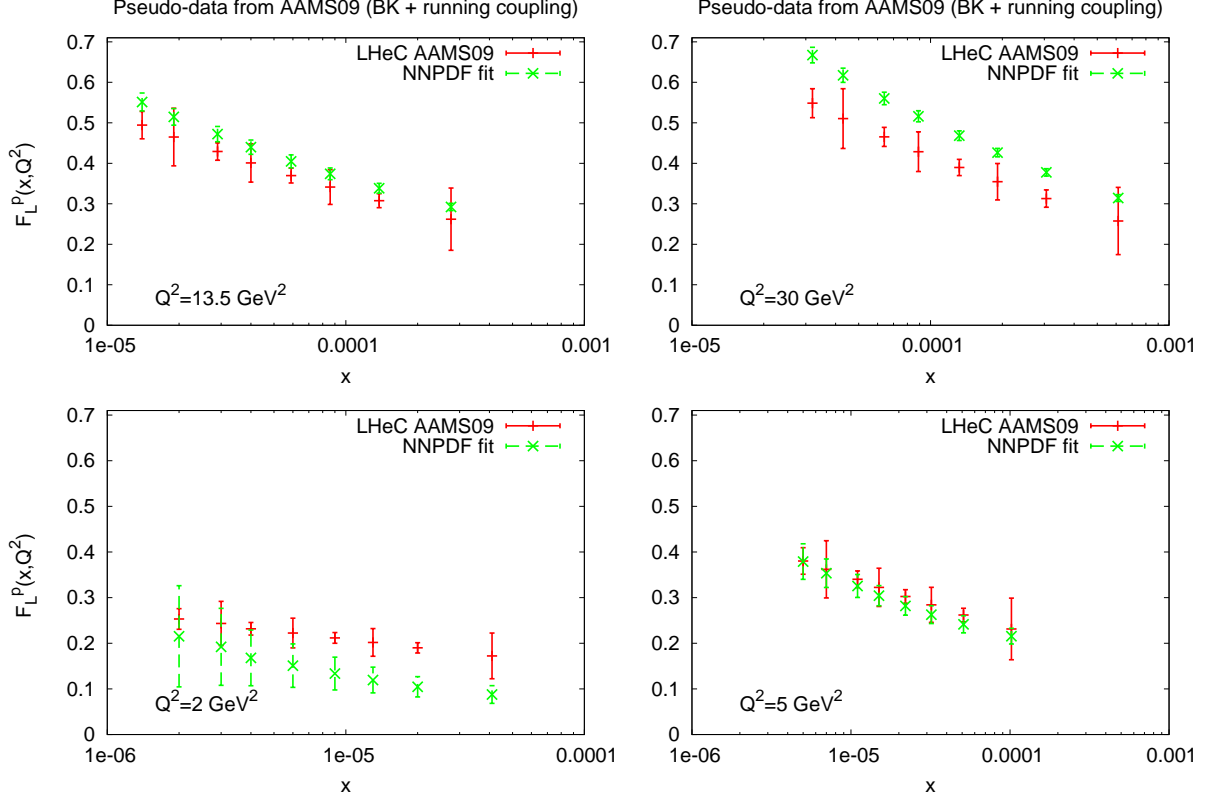 Pseudo-data from AAMS09 (BK + running coupling)
0.7
0.6
0.5
0.4
0.3
0.2
0.1
0
F_L^p(x,Q^2)
LHeC AAMS09
NNPDF fit
Q^2=13.5 GeV^2
1e-05
0.0001
0.001
x
Pseudo-data from AAMS09 (BK + running coupling)
0.7
0.6
0.5
0.4
0.3
0.2
0.1
0
LHeC AAMS09
NNPDF fit
Q^2=30 GeV^2
1e-05
0.0001
0.001
x
0.7
0.6
0.5
0.4
0.3
0.2
0.1
0
F_L^p(x,Q^2)
LHeC AAMS09
NNPDF fit
Q^2=2 GeV^2
1e-06
1e-05
0.0001
x
0.7
0.6
0.5
0.4
0.3
0.2
0.1
0
LHeC AAMS09
NNPDF fit
Q^2=5 GeV^2
1e-06
1e-05
0.0001
0.001
x